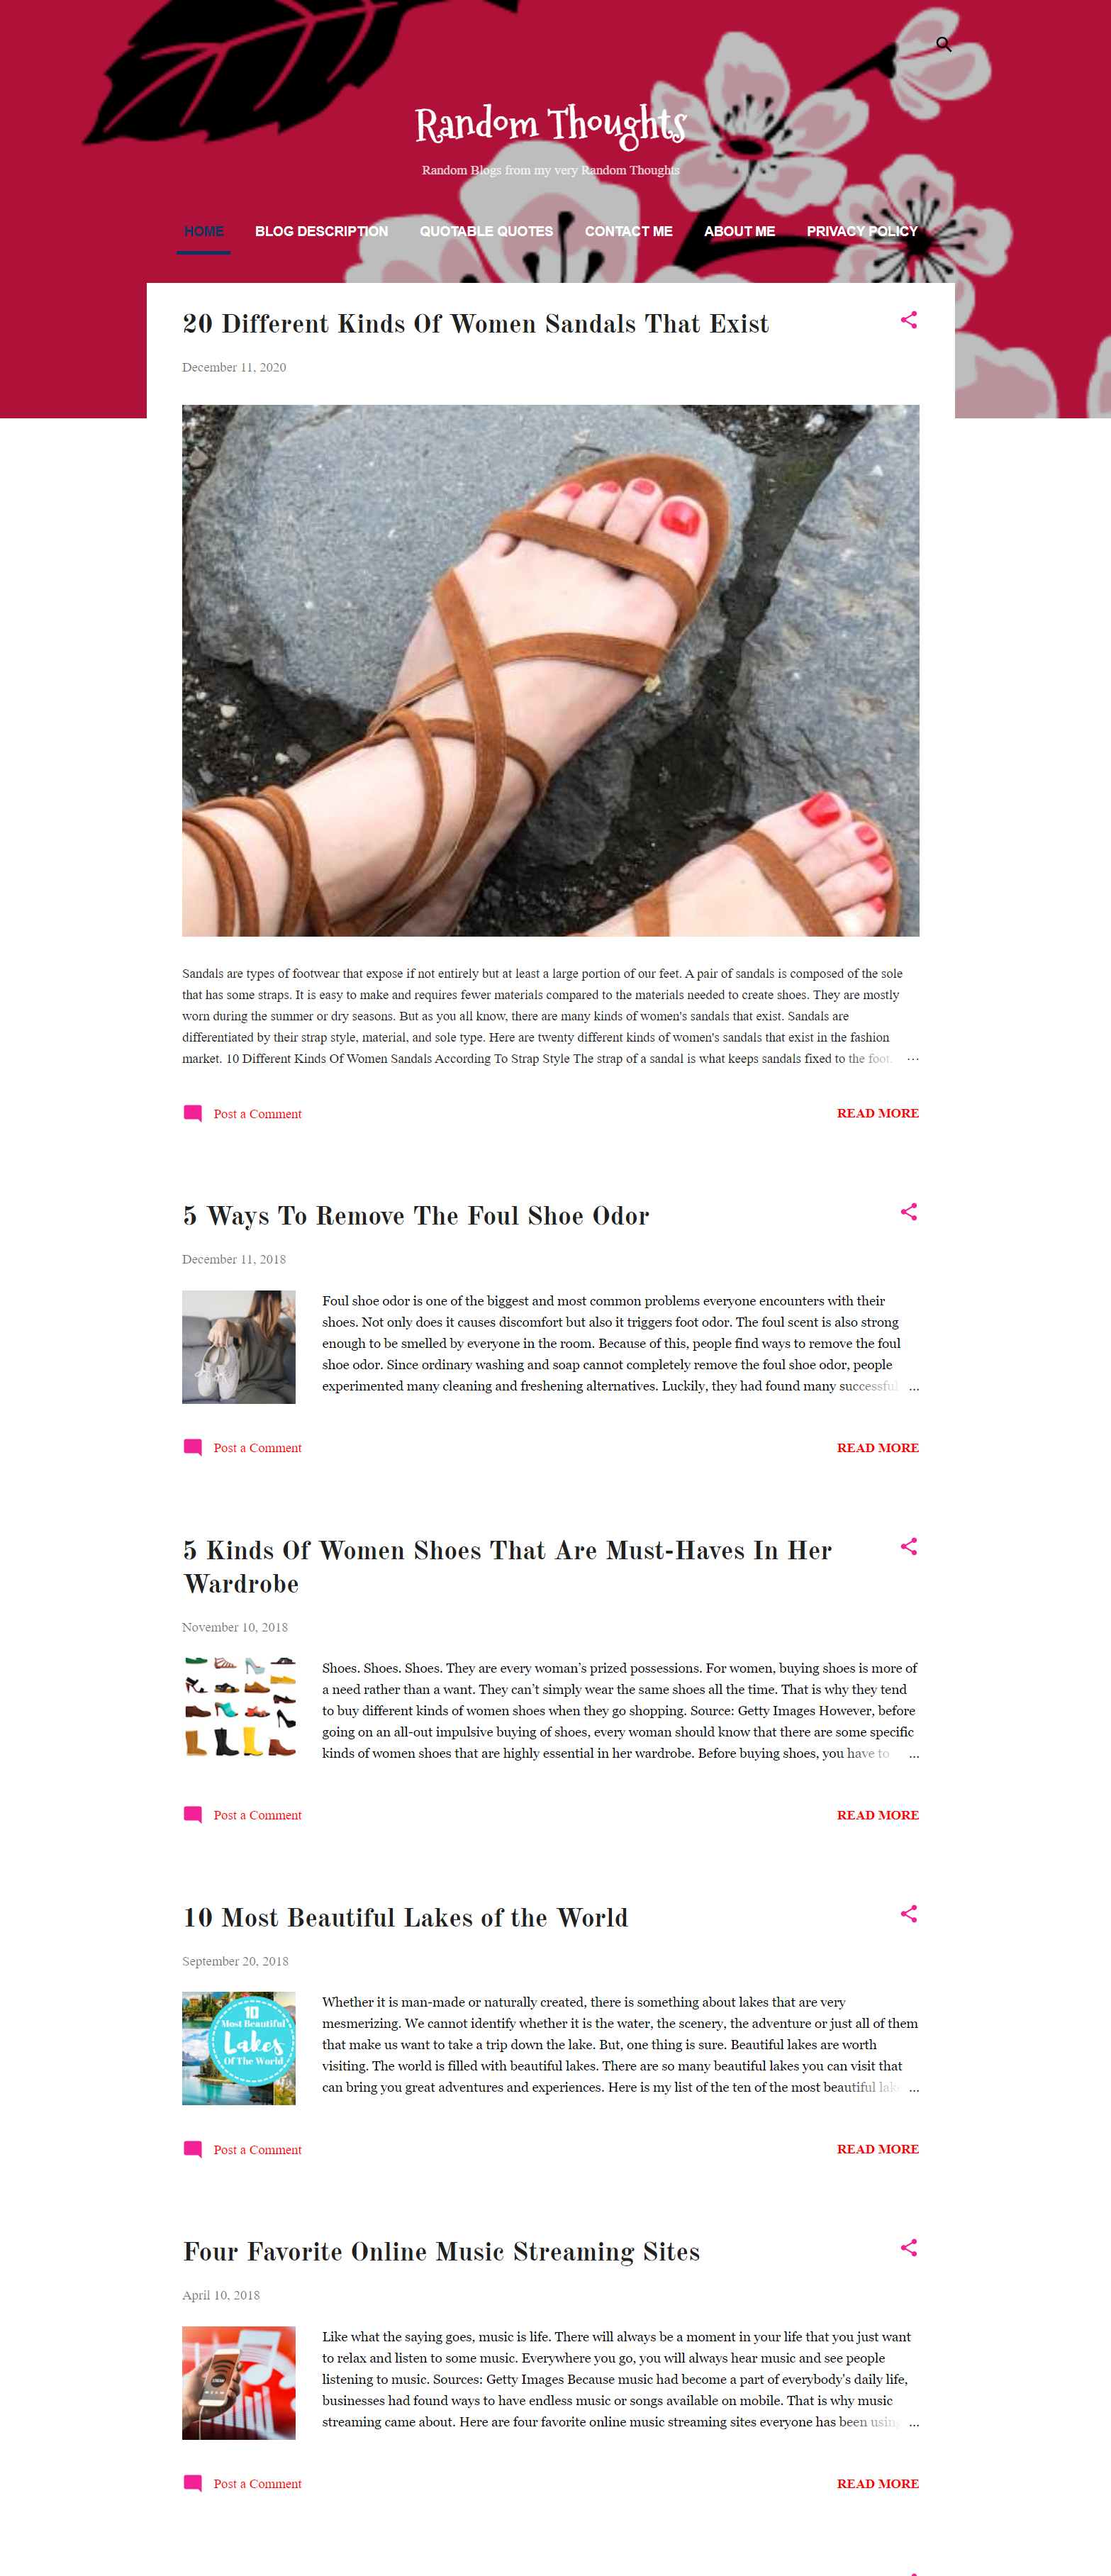 Random Thoughts
Random Blogs from my very Random Thoughts
HOME BLOG DESCRIPTION QUOTABLE QUOTES CONTACT ME ABOUT ME PRIVACY POLICY
20 Different Kinds Of Women Sandals That Exist
December 11, 2020
Sandals are types of footwear that expose if not entirely but at least a large portion of our feet. A pair of sandals is composed of the sole
that has some straps. It is easy to make and requires fewer materials compared to the materials needed to create shoes. They are mostly
worn during the summer or dry seasons. But as you all know, there are many kinds of women's sandals that exist. Sandals are
differentiated by their strap style, material, and sole type. Here are twenty different kinds of women's sandals that exist in the fashion
market. 10 Different Kinds Of Women Sandals According To Strap Style The strap of a sandal is what keeps sandals fixed to the foot. ...
Post a Comment READ MORE
5 Ways To Remove The Foul Shoe Odor
December 11, 2018
Foul shoe odor is one of the biggest and most common problems everyone encounters with their
shoes. Not only does it causes discomfort but also it triggers foot odor. The foul scent is also strong
enough to be smelled by everyone in the room. Because of this, people find ways to remove the foul
shoe odor. Since ordinary washing and soap cannot completely remove the foul shoe odor, people
experimented many cleaning and freshening alternatives. Luckily, they had found many successful ...
Post a Comment READ MORE
5 Kinds Of Women Shoes That Are Must-Haves In Her
Wardrobe
November 10, 2018
Shoes. Shoes. Shoes. They are every woman’s prized possessions. For women, buying shoes is more of
a need rather than a want. They can’t simply wear the same shoes all the time. That is why they tend
to buy different kinds of women shoes when they go shopping. Source: Getty Images However, before
going on an all-out impulsive buying of shoes, every woman should know that there are some specific
kinds of women shoes that are highly essential in her wardrobe. Before buying shoes, you have to ...
Post a Comment READ MORE
10 Most Beautiful Lakes of the World
September 20, 2018
10
Most Beautiful
Lakes
Of The World
Whether it is man-made or naturally created, there is something about lakes that are very
mesmerizing. We cannot identify whether it is the water, the scenery, the adventure or just all of them
that make us want to take a trip down the lake. But, one thing is sure. Beautiful lakes are worth
visiting. The world is filled with beautiful lakes. There are so many beautiful lakes you can visit that
can bring you great adventures and experiences. Here is my list of the ten of the most beautiful lake ...
Post a Comment READ MORE
Four Favorite Online Music Streaming Sites
April 10, 2018
Like what the saying goes, music is life. There will always be a moment in your life that you just want
to relax and listen to some music. Everywhere you go, you will always hear music and see people
listening to music. Sources: Getty Images Because music had become a part of everybody's daily life,
businesses had found ways to have endless music or songs available on mobile. That is why music
streaming came about. Here are four favorite online music streaming sites everyone has been using ...
Post a Comment READ MORE